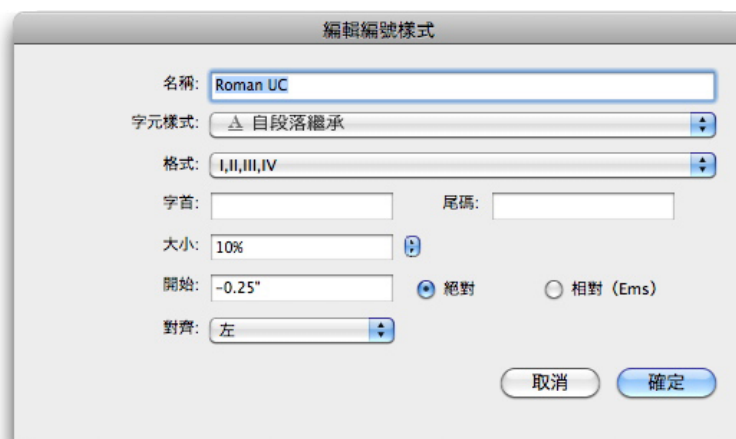 編輯編號樣式
名稱: Roman UC
字元樣式: A 自段落繼承
格式: I,II,III,IV
字首: 尾碼:
大小: 10%
開始: -0.25" 絕對 相對 (Ems)
對齊: 左
取消 確定